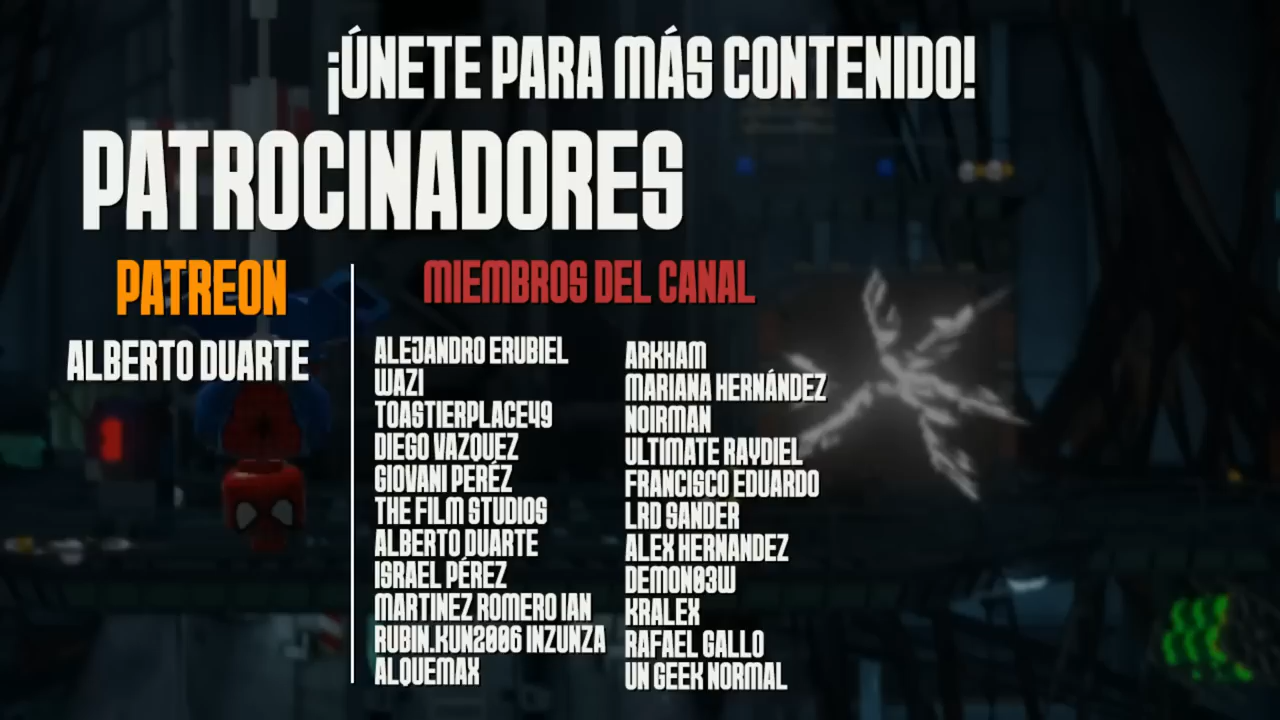 ¡ÚNETE PARA MÁS CONTENIDO!
PATROCINADORES
PATREON
ALBERTO DUARTE
MIEMBROS DEL CANAL
ALEJANDRO ERUBIEL
WAZI
TOASTIERPLACE49
DIEGO VAZQUEZ
GIOVANI PERÉZ
THE FILM STUDIOS
ALBERTO DUARTE
ISRAEL PÉREZ
MARTINEZ ROMERO IAN
RUBIN.KUN2006 INZUNZA
ALQUEMAX
ARKHAM
MARIANA HERNÁNDEZ
NOIRMAN
ULTIMATE RAYDIEL
FRANCISCO EDUARDO
LRD SANDER
ALEX HERNANDEZ
DEMON03W
KRALEX
RAFAEL GALLO
UN GEEK NORMAL